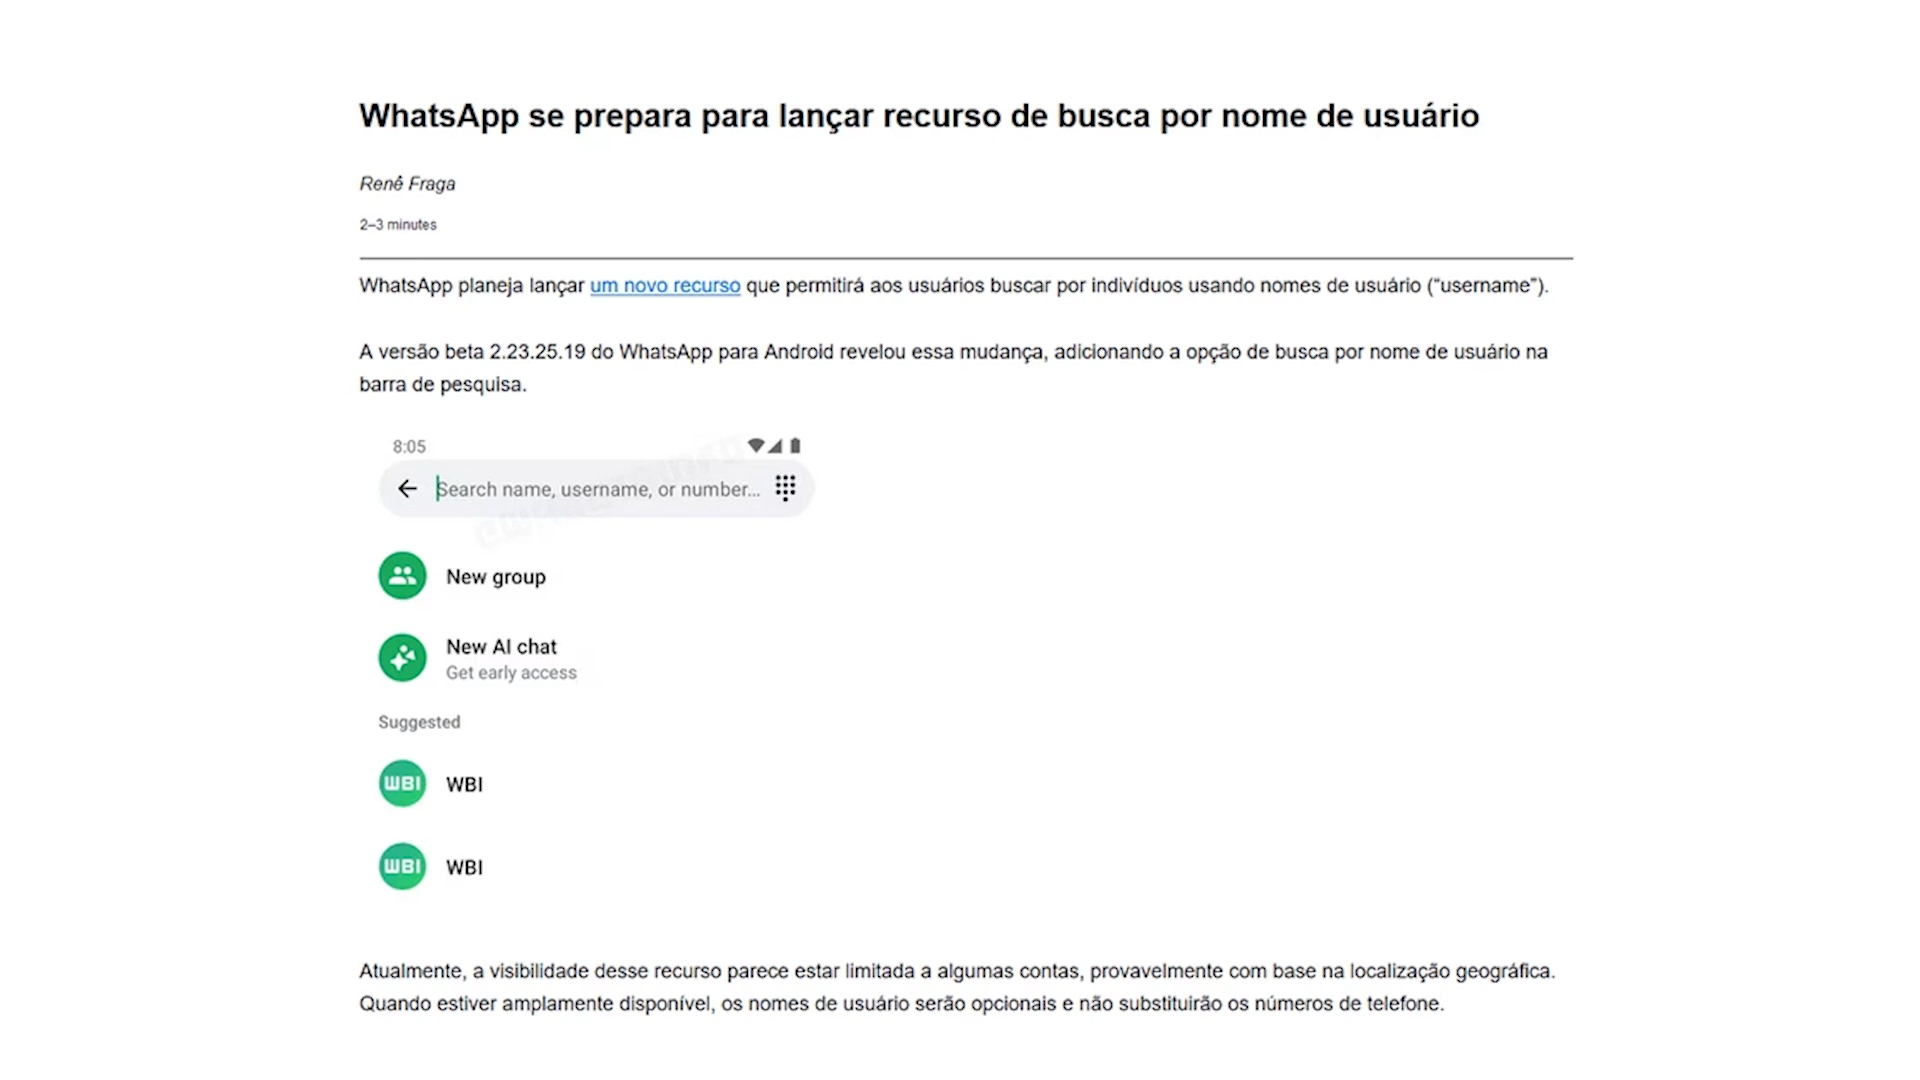 WhatsApp se prepara para lançar recurso de busca por nome de usuário
Renê Fraga
2–3 minutes
WhatsApp planeja lançar um novo recurso que permitirá aos usuários buscar por indivíduos usando nomes de usuário (“username”).
A versão beta 2.23.25.19 do WhatsApp para Android revelou essa mudança, adicionando a opção de busca por nome de usuário na
barra de pesquisa.
8:05
Search name, username, or number...
New group
New AI chat
Get early access
Suggested
WBI WBI
WBI WBI
Atualmente, a visibilidade desse recurso parece estar limitada a algumas contas, provavelmente com base na localização geográfica.
Quando estiver amplamente disponível, os nomes de usuário serão opcionais e não substituirão os números de telefone.